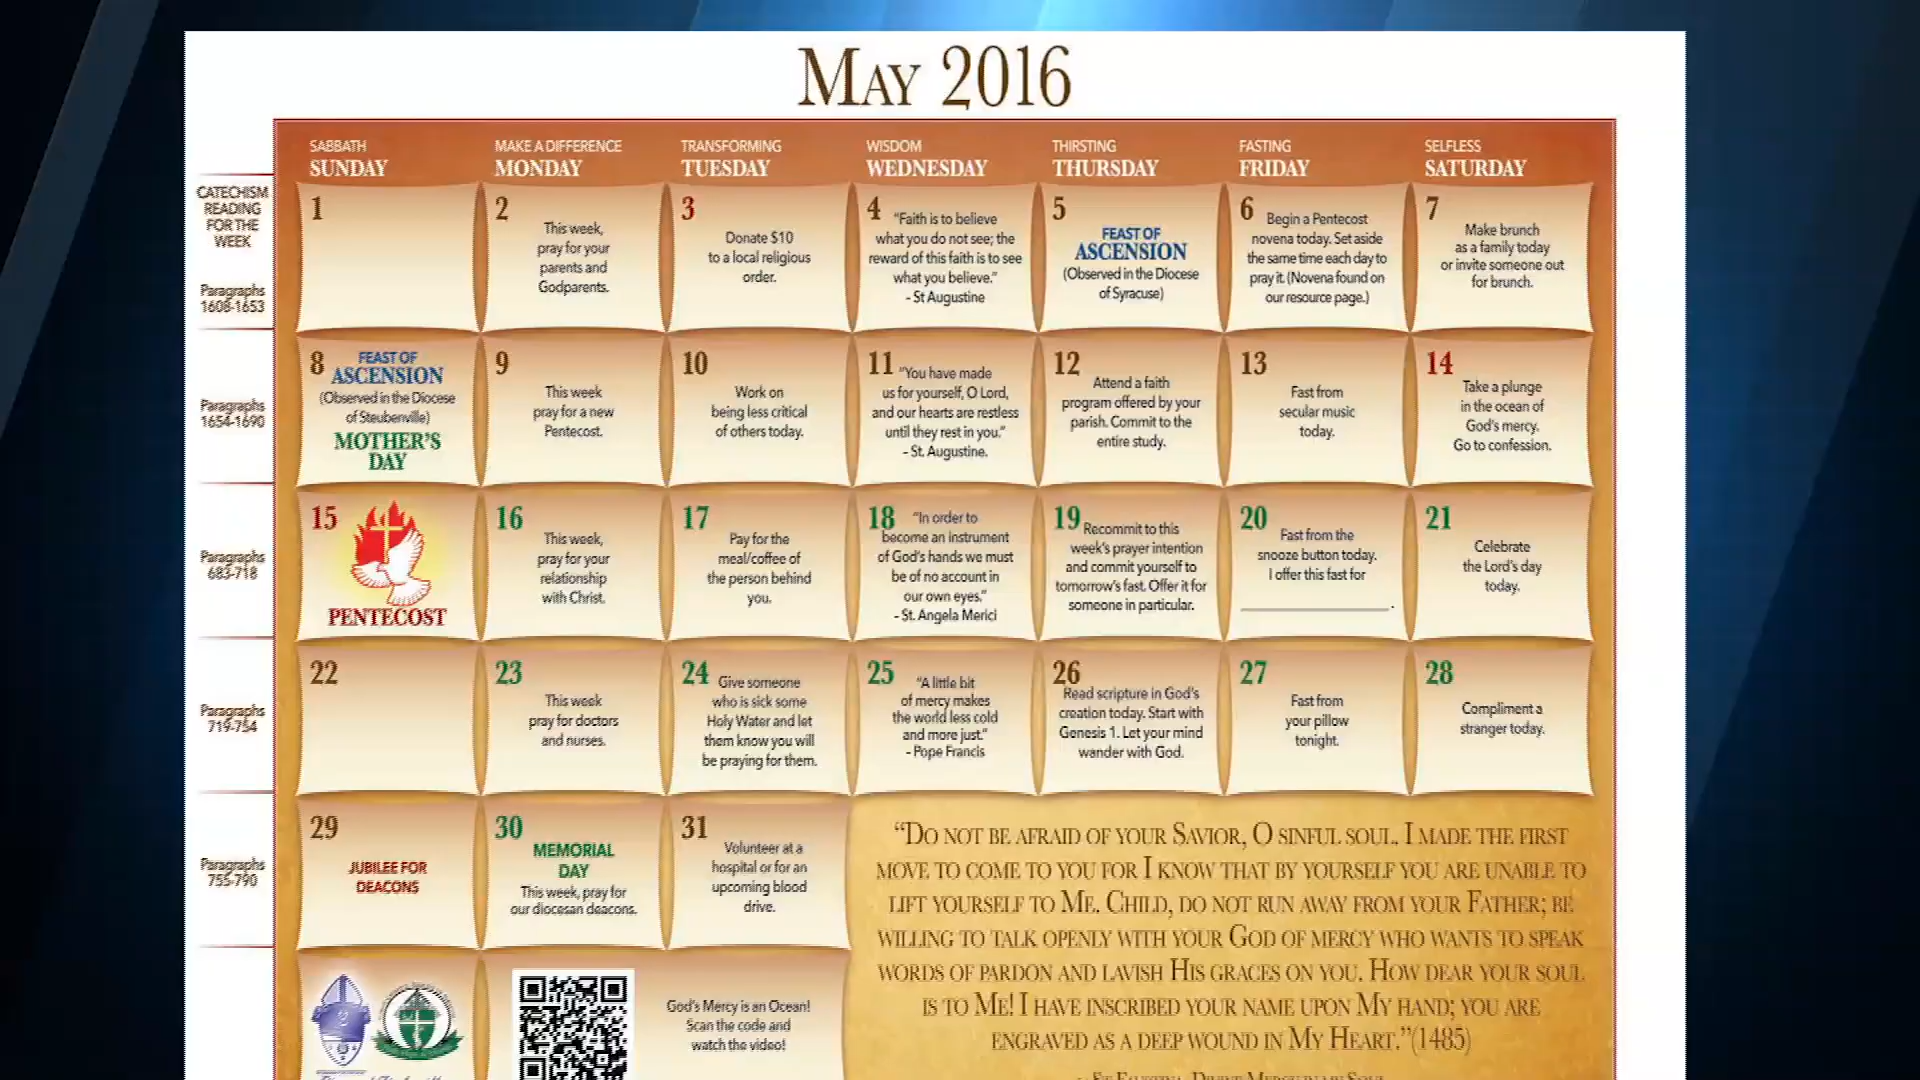 MAY 2016
SABBATH
SUNDAY
MAKE A DIFFERENCE
MONDAY
TRANSFORMING
TUESDAY
WISDOM
WEDNESDAY
THIRSTING
THURSDAY
FASTING
FRIDAY
SELFLESS
SATURDAY
CATECHISM
READING
FOR THE
WEEK
Paragraphs
1608-1653
1
2
This week,
pray for your
parents and
Godparents.
3
Donate $10
to a local religious
order.
4 "Faith is to believe
what you do not see; the
reward of this faith is to see
what you believe."
- St Augustine
5
FEAST OF
ASCENSION
(Observed in the Diocese
of Syracuse)
6 Begin a Pentecost
novena today. Set aside
the same time each day to
pray it. (Novena found on
our resource page.)
7
Make brunch
as a family today
or invite someone out
for brunch.
Paragraphs
1654-1690
8 FEAST OF
ASCENSION
(Observed in the Diocese
of Steubenville)
MOTHER'S
DAY
9
This week
pray for a new
Pentecost.
10
Work on
being less critical
of others today.
11 "You have made
us for yourself, O Lord,
and our hearts are restless
until they rest in you."
- St. Augustine.
12
Attend a faith
program offered by your
parish. Commit to the
entire study.
13
Fast from
secular music
today.
14
Take a plunge
in the ocean of
God's mercy.
Go to confession.
Paragraphs
683-718
15
PENTECOST
16
This week,
pray for your
relationship
with Christ.
17
Pay for the
meal/coffee of
the person behind
you.
18 "In order to
become an instrument
of God's hands we must
be of no account in
our own eyes."
- St. Angela Merici
19 Recommit to this
week's prayer intention
and commit yourself to
tomorrow's fast. Offer it for
someone in particular.
20
Fast from the
snooze button today.
I offer this fast for
____________________.
21
Celebrate
the Lord's day
today.
Paragraphs
719-754
22
23
This week
pray for doctors
and nurses.
24 Give someone
who is sick some
Holy Water and let
them know you will
be praying for them.
25 "A little bit
of mercy makes
the world less cold
and more just."
- Pope Francis
26
Read scripture in God's
creation today. Start with
Genesis 1. Let your mind
wander with God.
27
Fast from
your pillow
tonight.
28
Compliment a
stranger today.
Paragraphs
755-790
29
JUBILEE FOR
DEACONS
30
MEMORIAL
DAY
This week, pray for
our diocesan deacons.
31
Volunteer at a
hospital or for an
upcoming blood
drive.
"DO NOT BE AFRAID OF YOUR SAVIOR, O SINFUL SOUL. I MADE THE FIRST
MOVE TO COME TO YOU FOR I KNOW THAT BY YOURSELF YOU ARE UNABLE TO
LIFT YOURSELF TO ME. CHILD, DO NOT RUN AWAY FROM YOUR FATHER; BE
WILLING TO TALK OPENLY WITH YOUR GOD OF MERCY WHO WANTS TO SPEAK
WORDS OF PARDON AND LAVISH HIS GRACES ON YOU. HOW DEAR YOUR SOUL
IS TO ME! I HAVE INSCRIBED YOUR NAME UPON MY HAND; YOU ARE
ENGRAVED AS A DEEP WOUND IN MY HEART."(1485)
God's Mercy is an Ocean!
Scan the code and
watch the video!